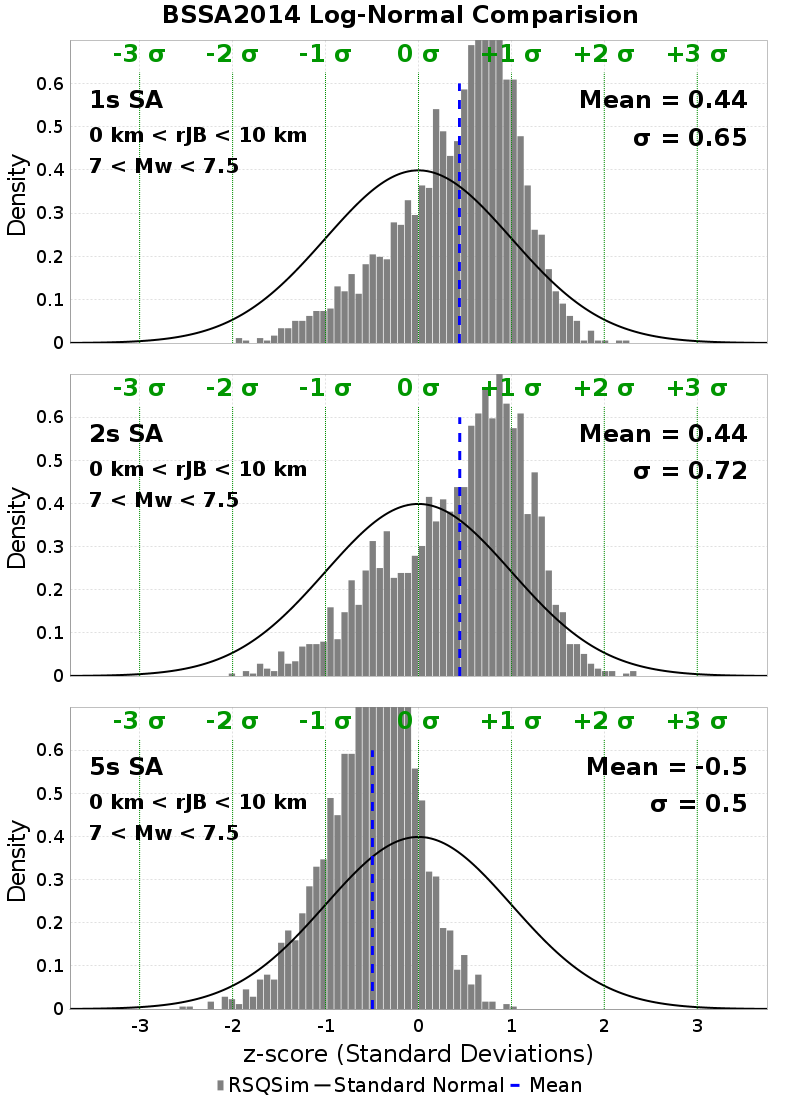 BSSA2014 Log-Normal Comparision
-3 σ -2 σ -1 σ 0 σ +1 σ +2 σ +3 σ
1s SA
0 km < rJB < 10 km
7 < Mw < 7.5
Mean = 0.44
σ = 0.65
Density
0.6
0.5
0.4
0.3
0.2
0.1
0
-3 σ -2 σ -1 σ 0 σ +1 σ +2 σ +3 σ
2s SA
0 km < rJB < 10 km
7 < Mw < 7.5
Mean = 0.44
σ = 0.72
Density
0.6
0.5
0.4
0.3
0.2
0.1
0
-3 σ -2 σ -1 σ 0 σ +1 σ +2 σ +3 σ
5s SA
0 km < rJB < 10 km
7 < Mw < 7.5
Mean = -0.5
σ = 0.5
Density
0.6
0.5
0.4
0.3
0.2
0.1
0
-3 -2 -1 0 1 2 3
z-score (Standard Deviations)
RSQSim Standard Normal Mean